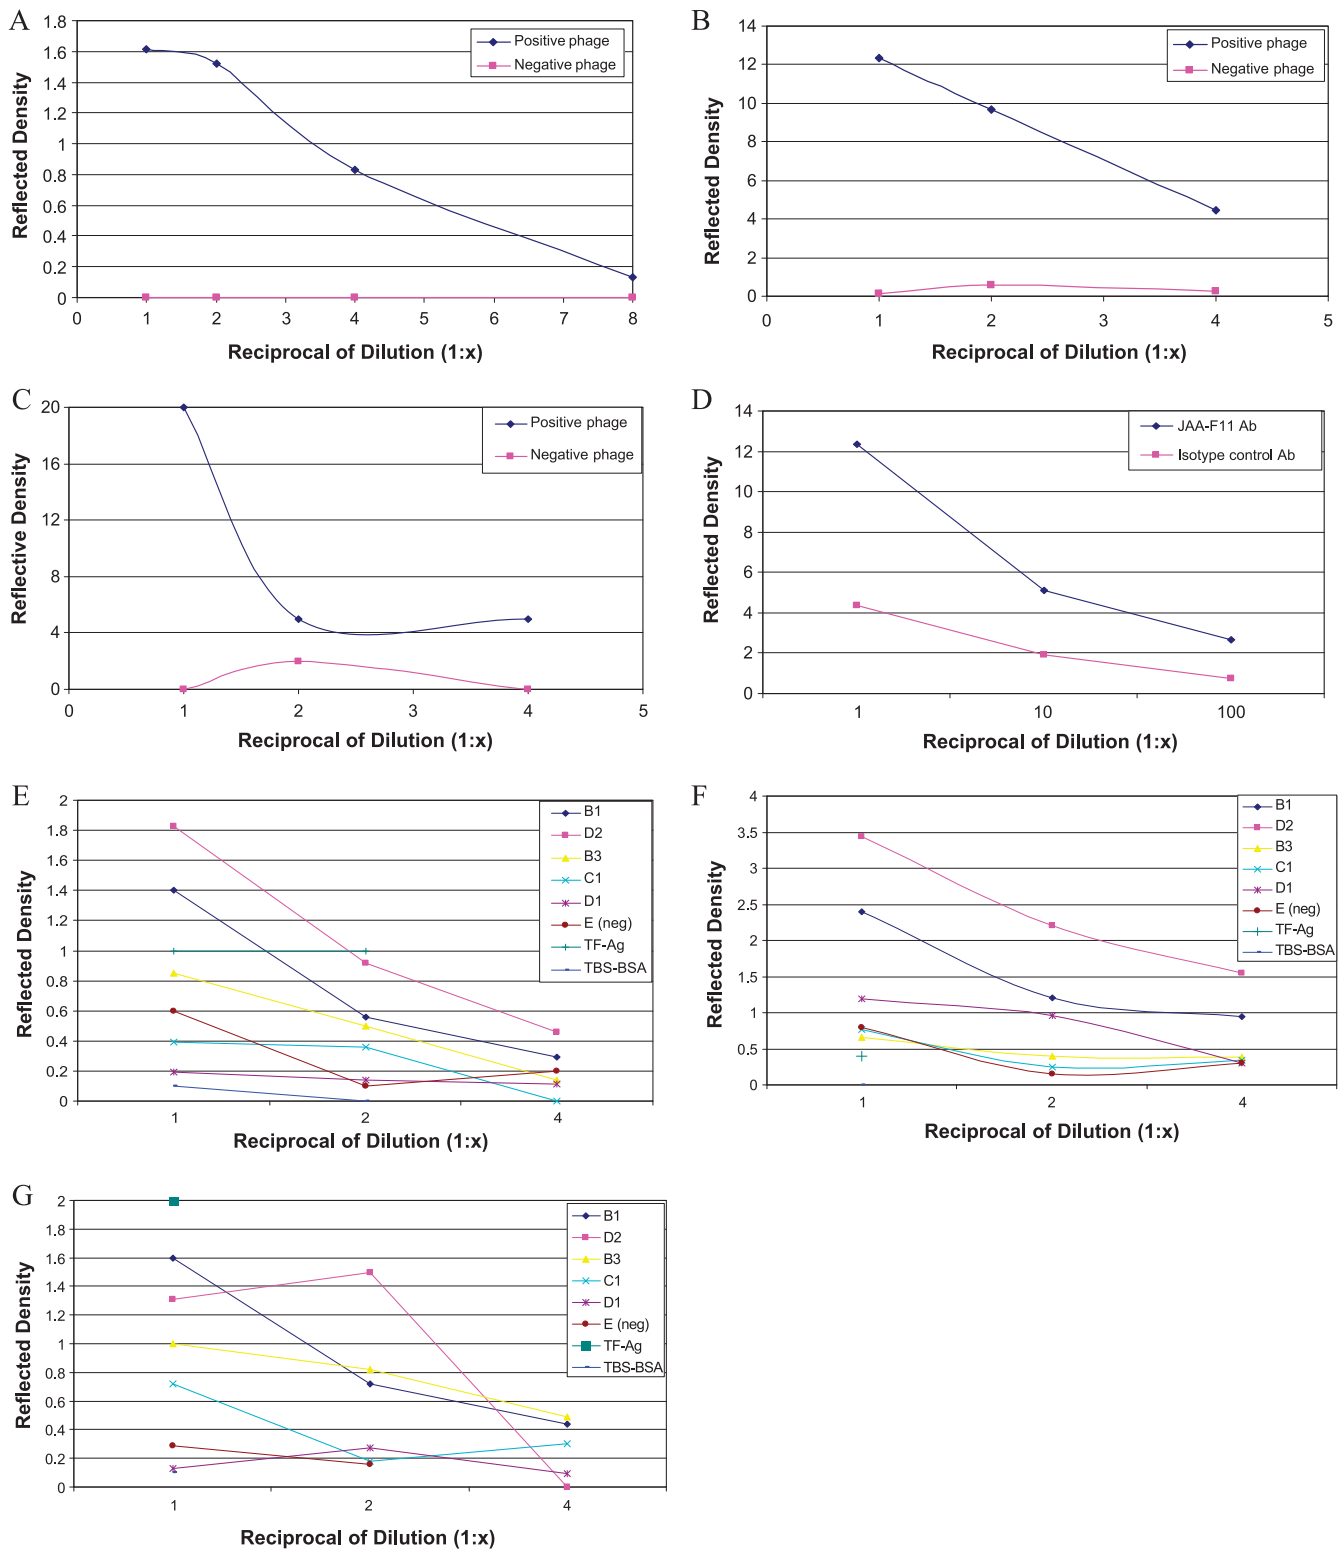 A
Reflected Density
1.8
1.6
1.4
1.2
1
0.8
0.6
0.4
0.2
0
0 1 2 3 4 5 6 7 8
Reciprocal of Dilution (1:x)
Positive phage
Negative phage
B
Reflected Density
14
12
10
8
6
4
2
0
0 1 2 3 4 5
Reciprocal of Dilution (1:x)
Positive phage
Negative phage
C
Reflective Density
20
16
12
8
4
0
0 1 2 3 4 5
Reciprocal of Dilution (1:x)
Positive phage
Negative phage
D
Reflected Density
14
12
10
8
6
4
2
0
1 10 100
Reciprocal of Dilution (1:x)
JAA-F11 Ab
Isotype control Ab
E
Reflected Density
2
1.8
1.6
1.4
1.2
1
0.8
0.6
0.4
0.2
0
1 2 4
Reciprocal of Dilution (1:x)
B1
D2
B3
C1
D1
E (neg)
TF-Ag
TBS-BSA
F
Reflected Density
4
3.5
3
2.5
2
1.5
1
0.5
0
1 2 4
Reciprocal of Dilution (1:x)
B1
D2
B3
C1
D1
E (neg)
TF-Ag
TBS-BSA
G
Reflected Density
2
1.8
1.6
1.4
1.2
1
0.8
0.6
0.4
0.2
0
1 2 4
Reciprocal of Dilution (1:x)
B1
D2
B3
C1
D1
E (neg)
TF-Ag
TBS-BSA